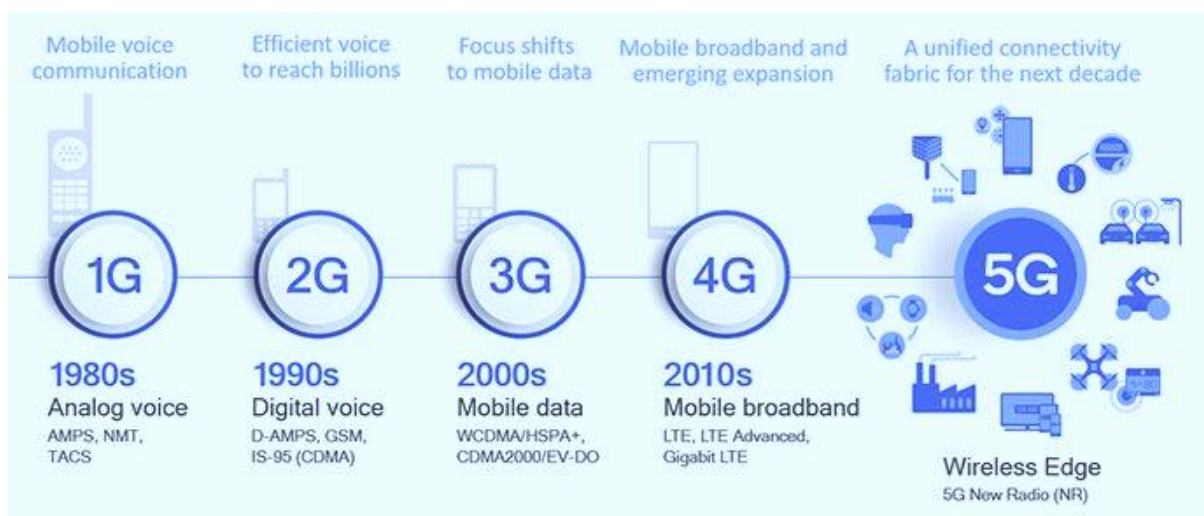 Mobile voice
communication
Efficient voice
to reach billions
Focus shifts
to mobile data
Mobile broadband and
emerging expansion
A unified connectivity
fabric for the next decade
1G
2G
3G
4G
5G
1980s
Analog voice
AMPS, NMT,
TACS
1990s
Digital voice
D-AMPS, GSM,
IS-95 (CDMA)
2000s
Mobile data
WCDMA/HSPA+,
CDMA2000/EV-DO
2010s
Mobile broadband
LTE, LTE Advanced,
Gigabit LTE
Wireless Edge
5G New Radio (NR)